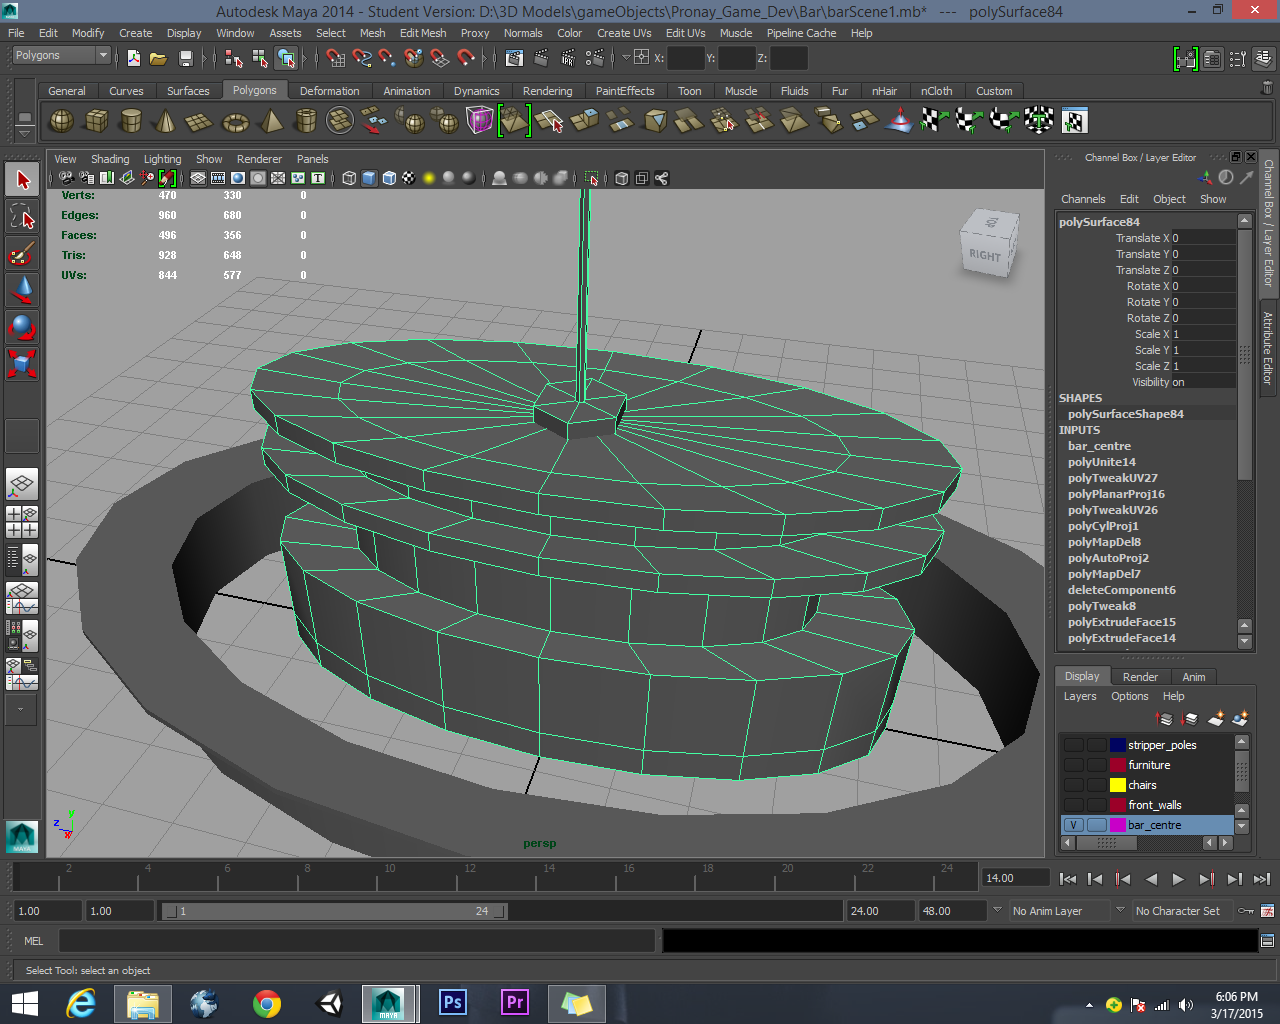 Autodesk Maya 2014 - Student Version: D:\3D Models\gameObjects\Pronay_Game_Dev\Bar\barScene1.mb*   ---   polySurface84
File Edit Modify Create Display Window Assets Select Mesh Edit Mesh Proxy Normals Color Create UVs Edit UVs Muscle Pipeline Cache Help
Polygons X: Y: Z:
General Curves Surfaces Polygons Deformation Animation Dynamics Rendering PaintEffects Toon Muscle Fluids Fur nHair nCloth Custom
View Shading Lighting Show Renderer Panels
Verts: 470 330 0
Edges: 960 680 0
Faces: 496 356 0
Tris: 928 648 0
UVs: 844 577 0
RIGHT
persp
y
z
x
Channel Box / Layer Editor
Channels Edit Object Show
polySurface84
Translate X 0
Translate Y 0
Translate Z 0
Rotate X 0
Rotate Y 0
Rotate Z 0
Scale X 1
Scale Y 1
Scale Z 1
Visibility on
SHAPES
polySurfaceShape84
INPUTS
bar_centre
polyUnite14
polyTweakUV27
polyPlanarProj16
polyTweakUV26
polyCylProj1
polyMapDel8
polyAutoProj2
polyMapDel7
deleteComponent6
polyTweak8
polyExtrudeFace15
polyExtrudeFace14
Channel Box / Layer Editor
Attribute Editor
Display Render Anim
Layers Options Help
stripper_poles
furniture
chairs
front_walls
V bar_centre
MAYA
2 4 6 8 10 12 14 16 18 20 22 24
14.00
1.00 1.00 1 24 24.00 48.00 No Anim Layer No Character Set
MEL
Select Tool: select an object
MAYA Ps Pr
6:06 PM
3/17/2015